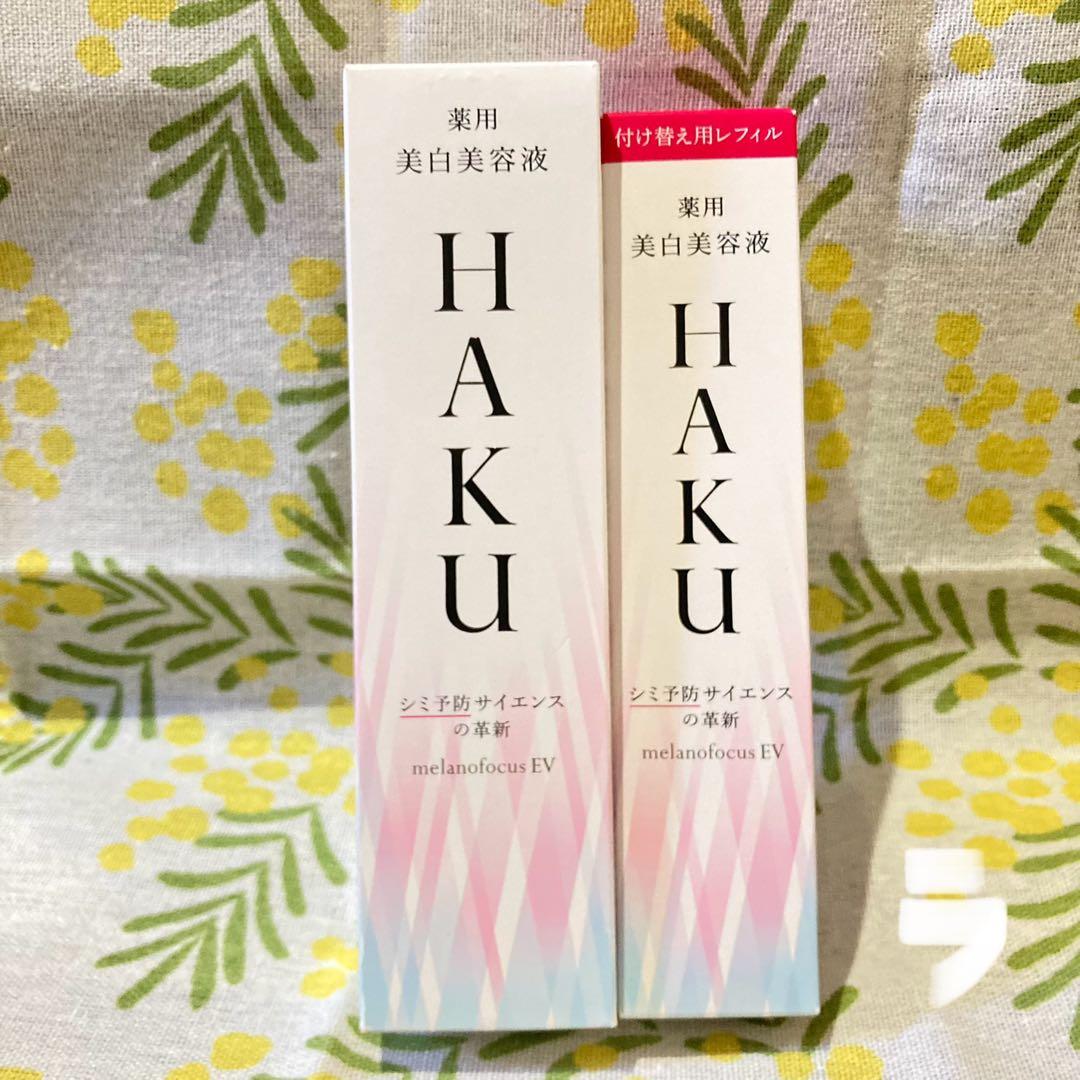 薬用
美白美容液
HAKU
シミ予防サイエンス
の革新
melanofocus EV
付け替え用レフィル
薬用
美白美容液
HAKU
シミ予防サイエンス
の革新
melanofocus EV
ラ